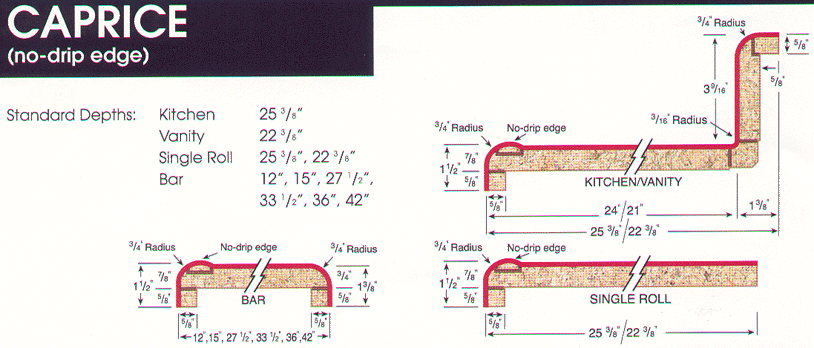 CAPRICE
(no-drip edge)
Standard Depths: Kitchen 25 3/8"
Vanity 22 3/8"
Single Roll 25 3/8", 22 3/8"
Bar 12", 15", 27 1/2",
33 1/2", 36", 42"
3/4" Radius
5/8"
5/8"
3 9/16"
3/16" Radius
3/4" Radius
No-drip edge
1 1/2"
7/8"
5/8"
5/8"
KITCHEN/VANITY
24"/21"
1 3/8"
25 3/8"/22 3/8"
3/4" Radius
No-drip edge
3/4" Radius
1 1/2"
7/8"
5/8"
BAR
3/4"
5/8"
1 3/8"
5/8"
5/8"
12", 15", 27 1/2", 33 1/2", 36", 42"
3/4" Radius
No-drip edge
1 1/2"
7/8"
5/8"
5/8"
SINGLE ROLL
25 3/8"/22 3/8"